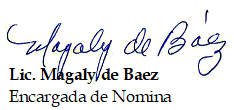 Magaly de Báez
Lic. Magaly de Baez
Encargada de Nomina